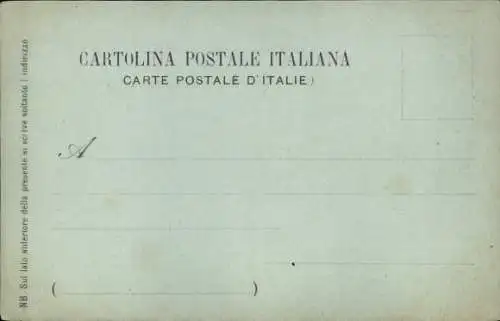 CARTOLINA POSTALE ITALIANA
CARTE POSTALE D'ITALIE)
A
( )
NB. Sul lato anteriore della presente si scrive soltanto l'indirizzo